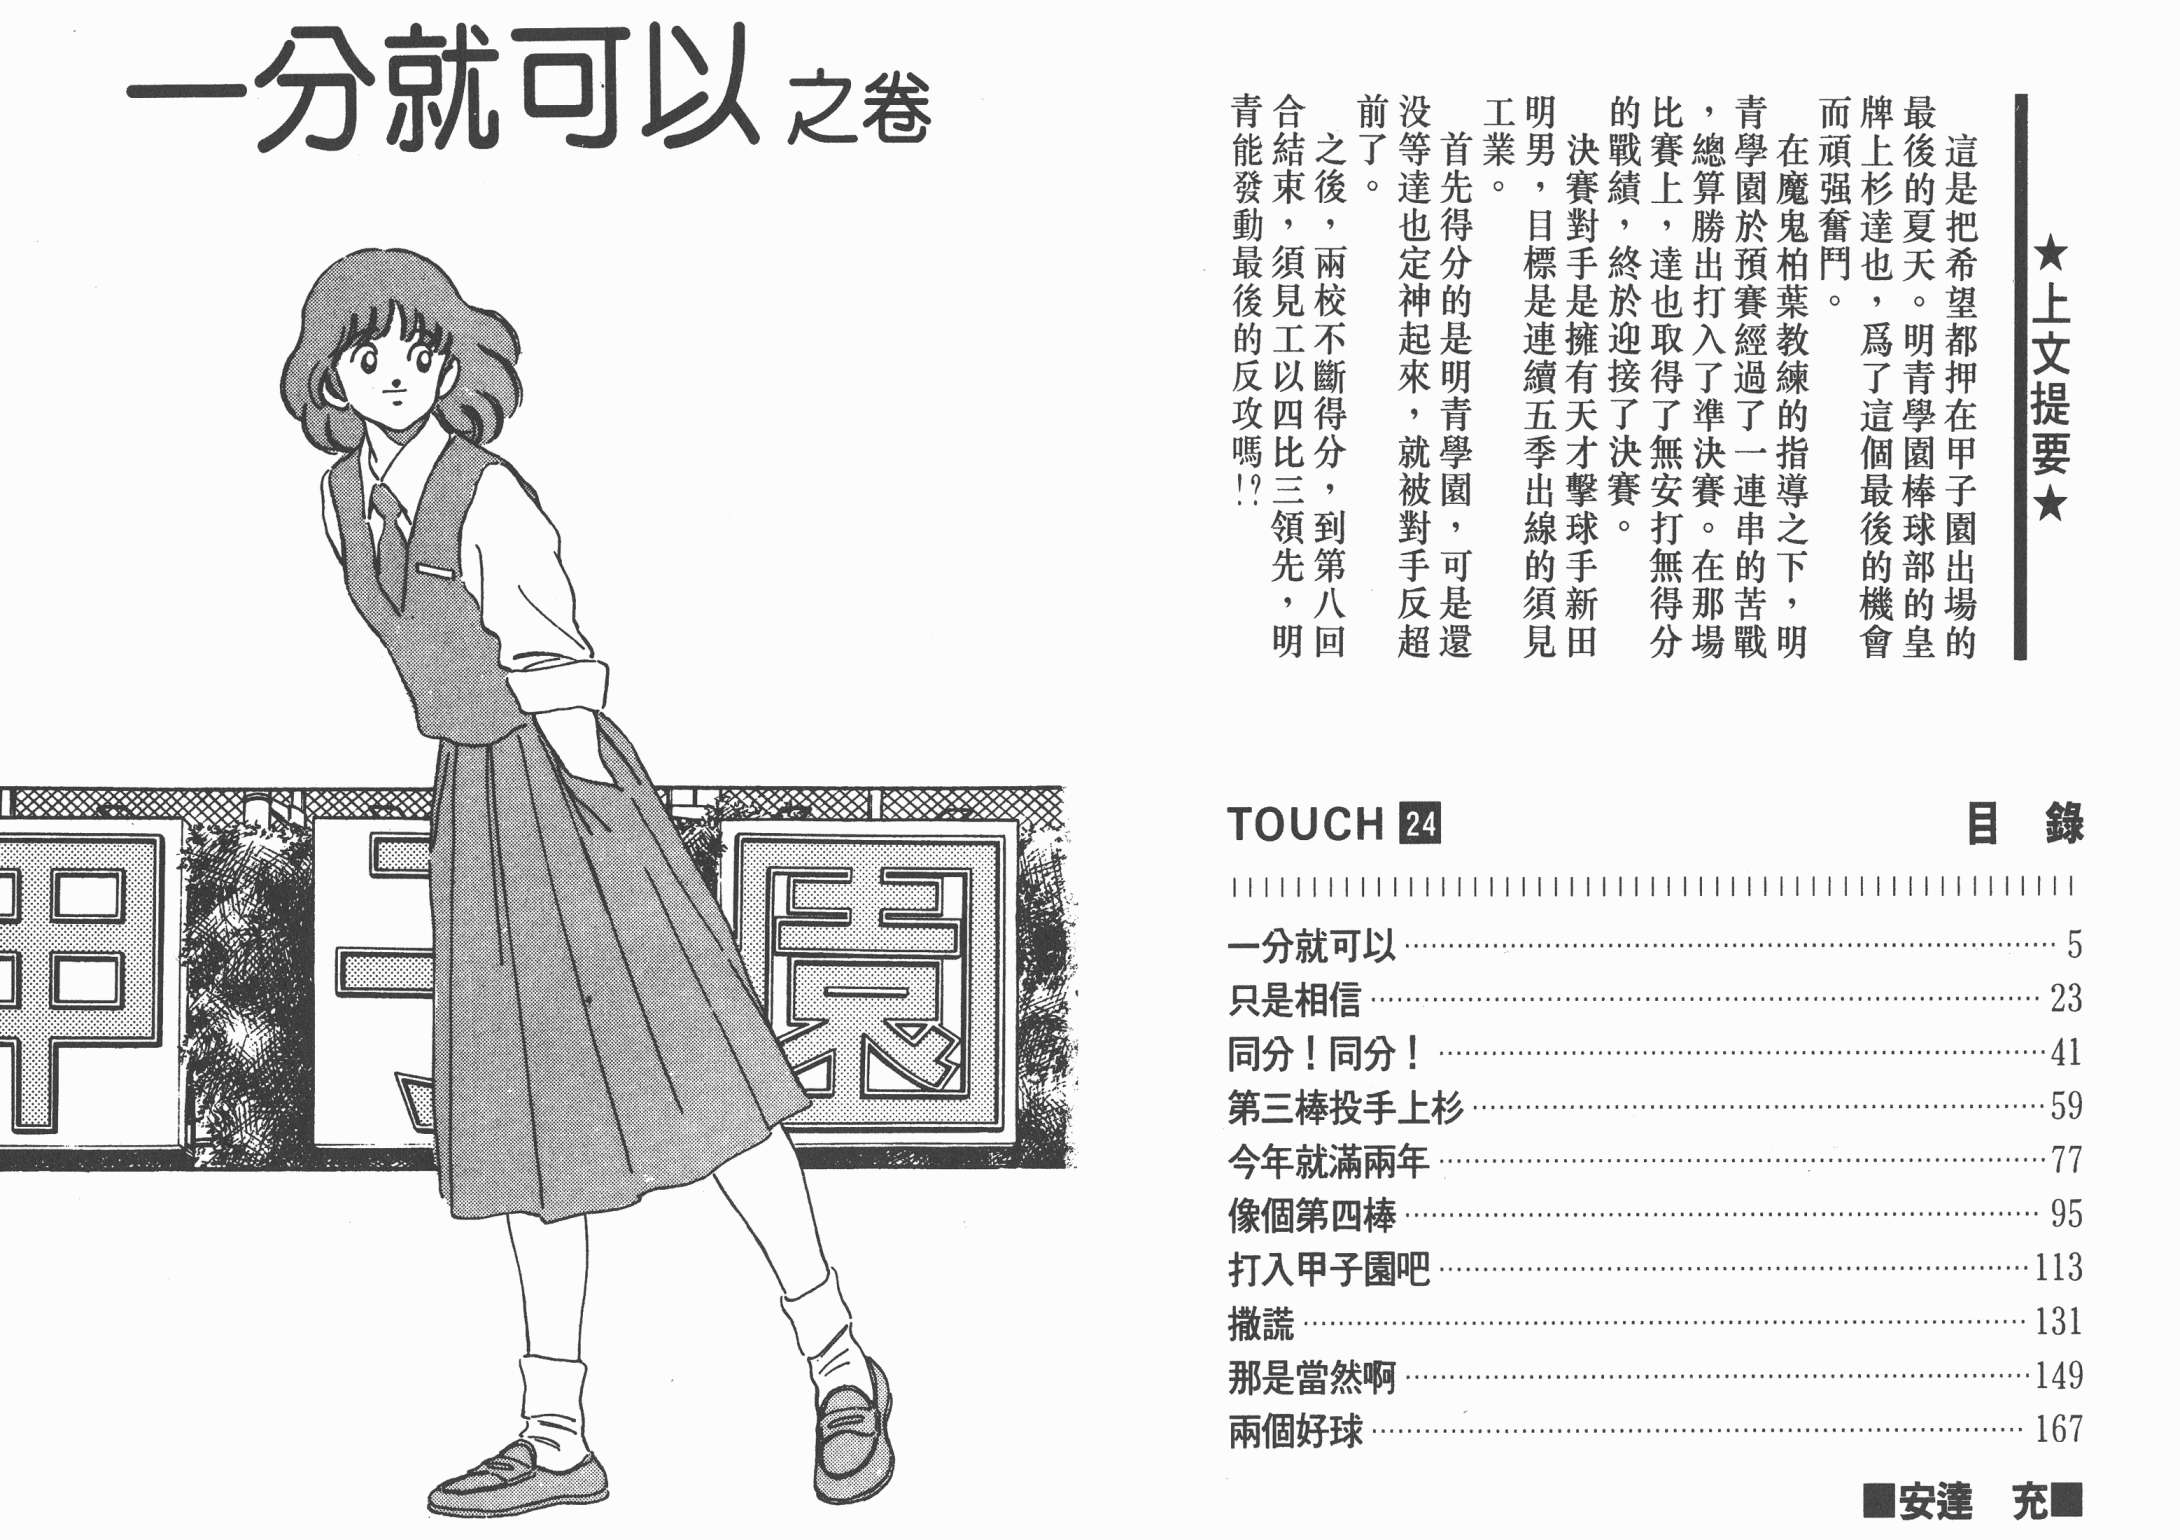 ★上文提要★
這是把希望都押在甲子園出場的
最後的夏天。明青學園棒球部的皇
牌上杉達也，爲了這個最後的機會
而頑强奮鬥。
在魔鬼柏葉教練的指導之下，明
青學園於預賽經過了一連串的苦戰
，總算勝出打入了準決賽。在那場
比賽上，達也取得了無安打無得分
的戰績，終於迎接了決賽。
決賽對手是擁有天才擊球手新田
明男，目標是連續五季出線的須見
工業。
首先得分的是明青學園，可是還
没等達也定神起來，就被對手反超
前了。
之後，兩校不斷得分，到第八回
合結束，須見工以四比三領先，明
青能發動最後的反攻嗎!?
TOUCH 24 目 錄
一分就可以 5
只是相信 23
同分！同分！ 41
第三棒投手上杉 59
今年就滿兩年 77
像個第四棒 95
打入甲子園吧 113
撒謊 131
那是當然啊 149
兩個好球 167
■安達 充■
一分就可以之卷
甲子園